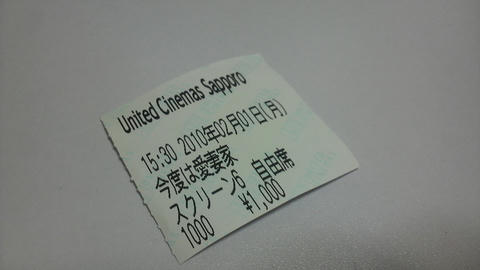 United Cinemas Sapporo
15:30 2010年02月01日(月)
今度は愛妻家
スクリーン6 自由席
1000 ¥1,000